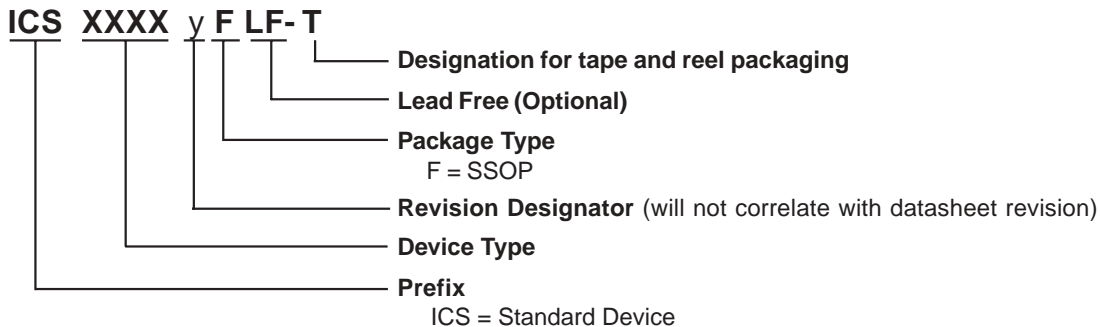 ICS XXXX y F LF- T
Designation for tape and reel packaging
Lead Free (Optional)
Package Type
F = SSOP
Revision Designator (will not correlate with datasheet revision)
Device Type
Prefix
ICS = Standard Device